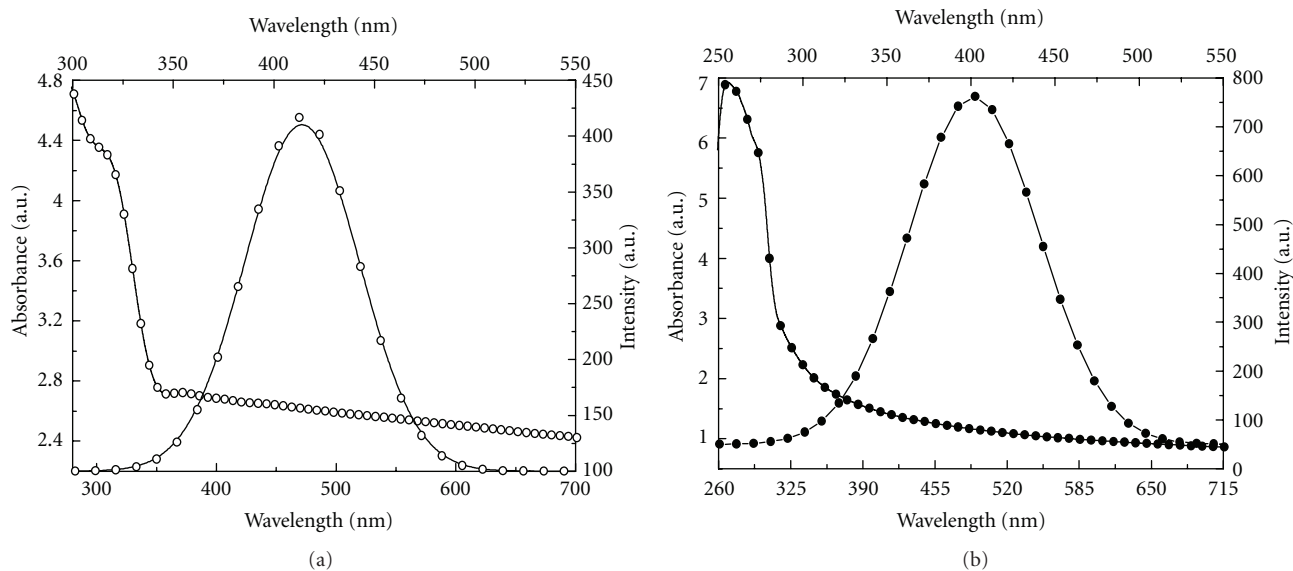 Wavelength (nm)
300 350 400 450 500 550
4.8
4.4
4
3.6
3.2
2.8
2.4
Absorbance (a.u.)
450
400
350
300
250
200
150
100
Intensity (a.u.)
300 400 500 600 700
Wavelength (nm)
(a)
Wavelength (nm)
250 300 350 400 450 500 550
7
6
5
4
3
2
1
Absorbance (a.u.)
800
700
600
500
400
300
200
100
0
Intensity (a.u.)
260 325 390 455 520 585 650 715
Wavelength (nm)
(b)